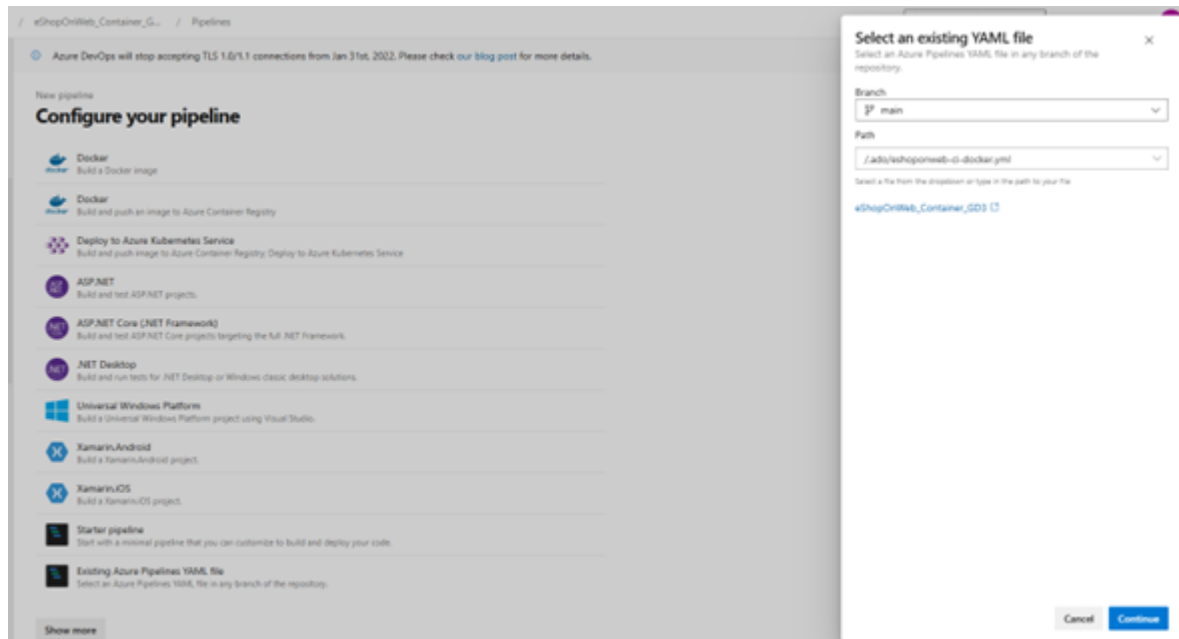 / eShopOnWeb_Container_G... / Pipelines
Azure DevOps will stop accepting TLS 1.0/1.1 connections from Jan 31st, 2022. Please check our blog post for more details.
New pipeline
Configure your pipeline
Docker
Build a Docker image
Docker
Build and push an image to Azure Container Registry
Deploy to Azure Kubernetes Service
Build and push image to Azure Container Registry; Deploy to Azure Kubernetes Service
ASP.NET
Build and test ASP.NET projects.
ASP.NET Core (.NET Framework)
Build and test ASP.NET Core projects targeting the full .NET Framework.
.NET Desktop
Build and run tests for .NET Desktop or Windows classic desktop solutions.
Universal Windows Platform
Build a Universal Windows Platform project using Visual Studio.
Xamarin.Android
Build a Xamarin.Android project.
Xamarin.iOS
Build a Xamarin.iOS project.
Starter pipeline
Start with a minimal pipeline that you can customize to build and deploy your code.
Existing Azure Pipelines YAML file
Select an Azure Pipelines YAML file in any branch of the repository.
Show more
Select an existing YAML file
Select an Azure Pipelines YAML file in any branch of the
repository.
Branch
main
Path
/.ado/eshoponweb-ci-docker.yml
Select a file from the dropdown or type in the path to your file
eShopOnWeb_Container_GD3
Cancel Continue